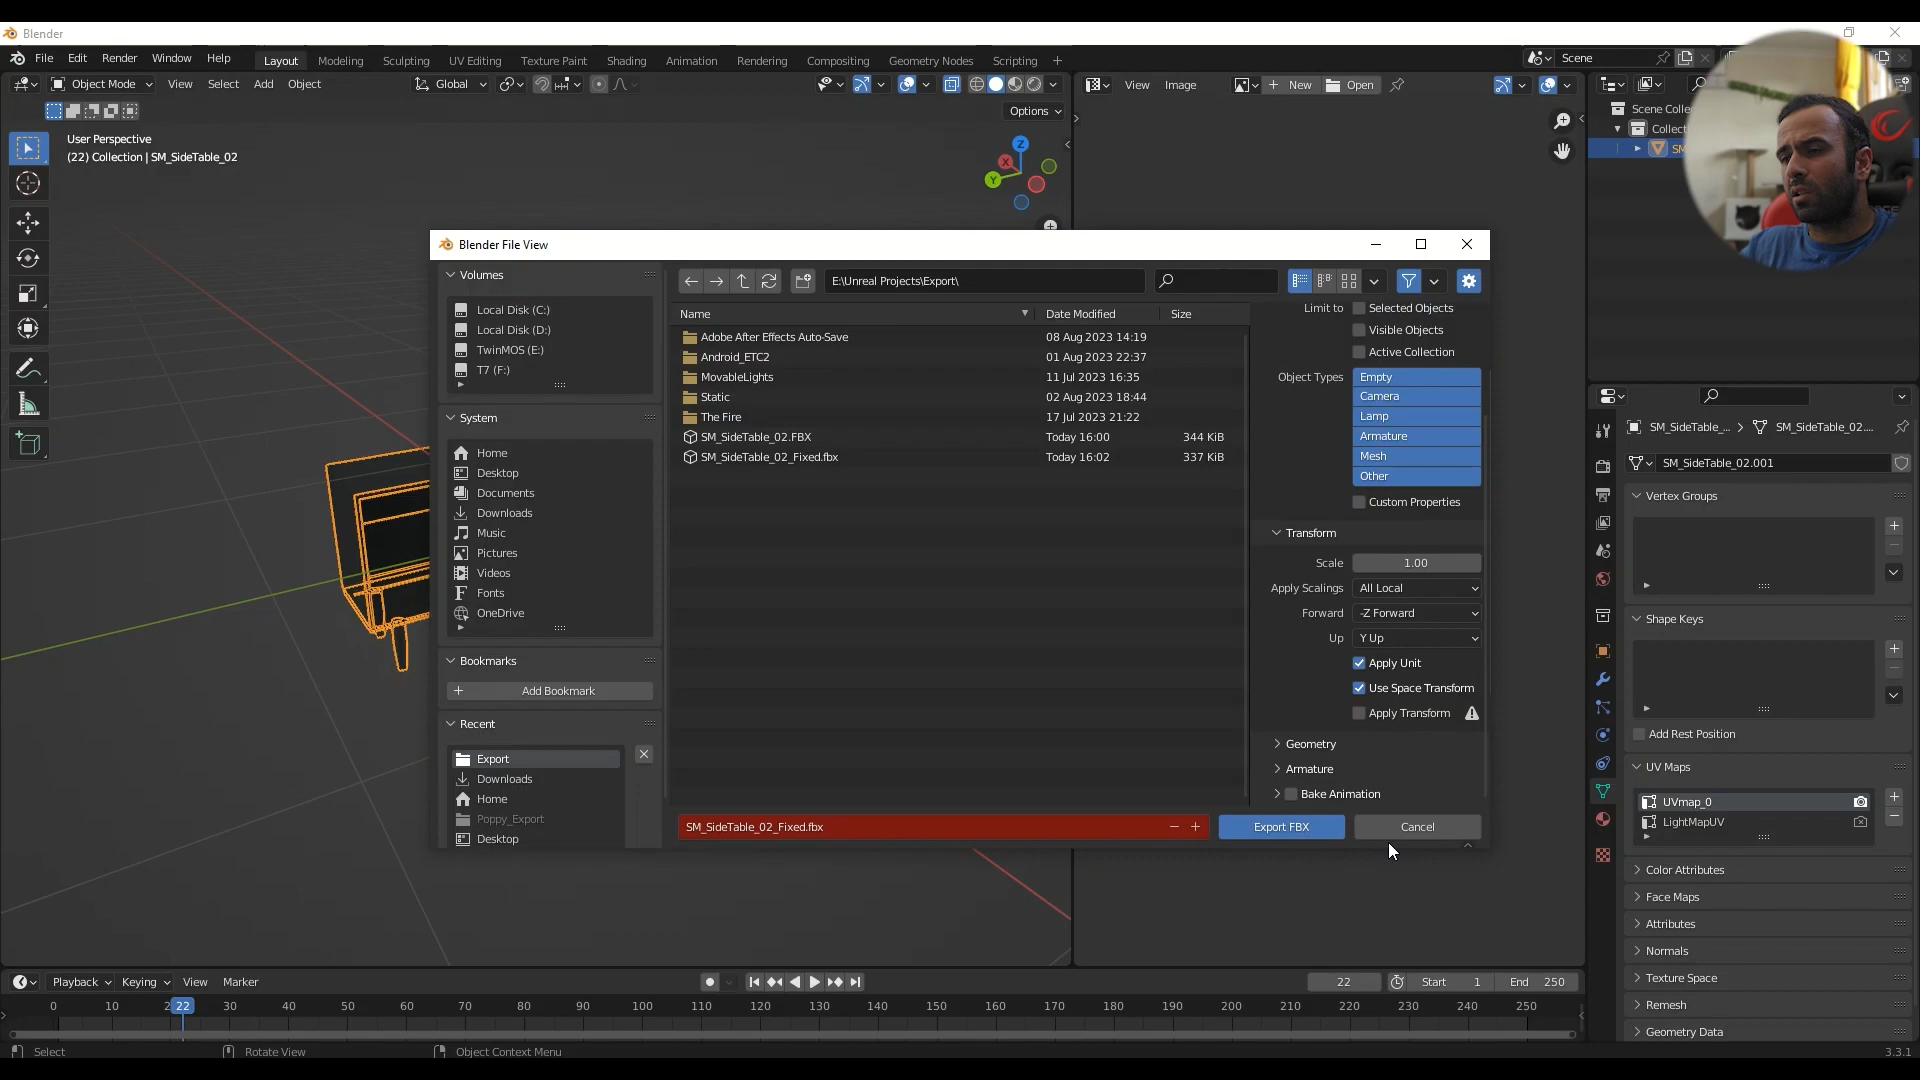 Blender
File Edit Render Window Help
Layout Modeling Sculpting UV Editing Texture Paint Shading Animation Rendering Compositing Geometry Nodes Scripting +
Scene
Object Mode View Select Add Object Global
View Image New Open
Options
User Perspective
(22) Collection | SM_SideTable_02
Z
X
Y
Scene Collec
Collect
SM
Blender File View
Volumes
Local Disk (C:)
Local Disk (D:)
TwinMOS (E:)
T7 (F:)
System
Home
Desktop
Documents
Downloads
Music
Pictures
Videos
Fonts
OneDrive
Bookmarks
Add Bookmark
Recent
Export
Downloads
Home
Poppy_Export
Desktop
E:\Unreal Projects\Export\
Name Date Modified Size
Adobe After Effects Auto-Save 08 Aug 2023 14:19
Android_ETC2 01 Aug 2023 22:37
MovableLights 11 Jul 2023 16:35
Static 02 Aug 2023 18:44
The Fire 17 Jul 2023 21:22
SM_SideTable_02.FBX Today 16:00 344 KiB
SM_SideTable_02_Fixed.fbx Today 16:02 337 KiB
Limit to Selected Objects
Visible Objects
Active Collection
Object Types Empty
Camera
Lamp
Armature
Mesh
Other
Custom Properties
Transform
Scale 1.00
Apply Scalings All Local
Forward -Z Forward
Up Y Up
Apply Unit
Use Space Transform
Apply Transform
Geometry
Armature
Bake Animation
SM_SideTable_02_Fixed.fbx
Export FBX Cancel
SM_SideTable_... SM_SideTable_02....
SM_SideTable_02.001
Vertex Groups
Shape Keys
Add Rest Position
UV Maps
UVmap_0
LightMapUV
Color Attributes
Face Maps
Attributes
Normals
Texture Space
Remesh
Geometry Data
Playback Keying View Marker
22 Start 1 End 250
0 10 2 22 30 40 50 60 70 80 90 100 110 120 130 140 150 160 170 180 190 200 210 220 230 240 250
Select Rotate View Object Context Menu
3.3.1